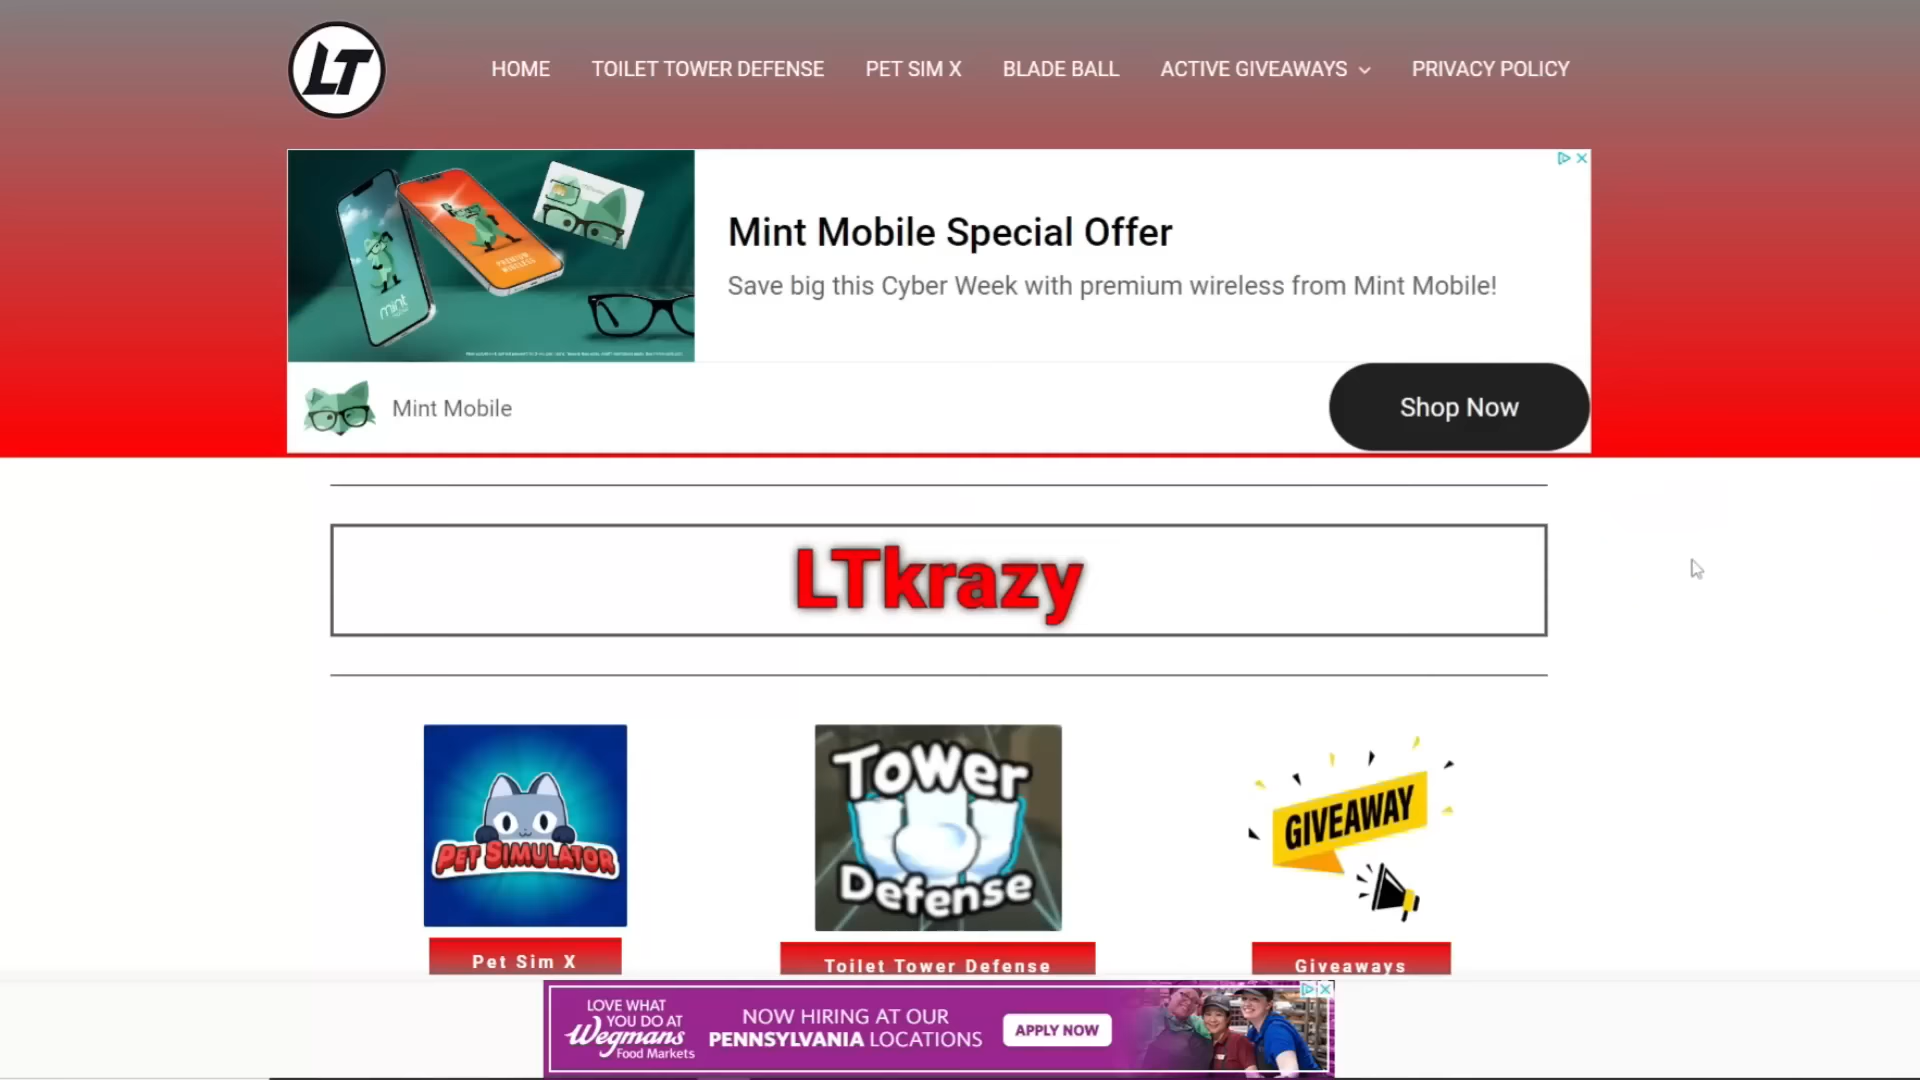 LT
HOME TOILET TOWER DEFENSE PET SIM X BLADE BALL ACTIVE GIVEAWAYS PRIVACY POLICY
mint
PREMIUM
WIRELESS
Mint Mobile Special Offer
Save big this Cyber Week with premium wireless from Mint Mobile!
Mint Mobile
Shop Now
LTkrazy
PET SIMULATOR
Tower
Defense
GIVEAWAY
Pet Sim X
Toilet Tower Defense
Giveaways
LOVE WHAT
YOU DO AT
Wegmans
Food Markets
NOW HIRING AT OUR
PENNSYLVANIA LOCATIONS
APPLY NOW